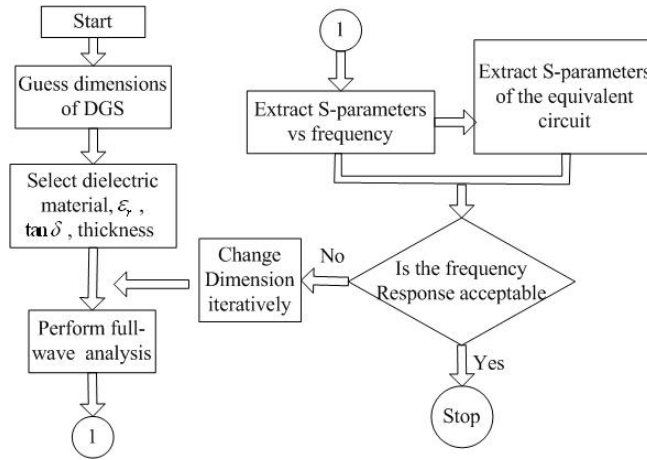 Start
Guess dimensions
of DGS
Select dielectric
material, εᵣ ,
tan δ , thickness
Perform full-
wave analysis
1
1
Extract S-parameters
vs frequency
Extract S-parameters
of the equivalent
circuit
Is the frequency
Response acceptable
No
Change
Dimension
iteratively
Yes
Stop